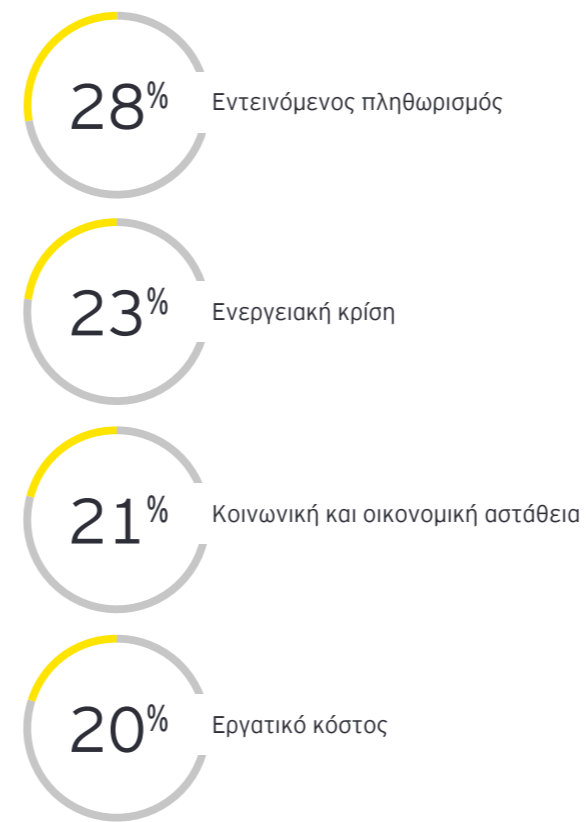 28% Εντεινόμενος πληθωρισμός
23% Ενεργειακή κρίση
21% Κοινωνική και οικονομική αστάθεια
20% Εργατικό κόστος